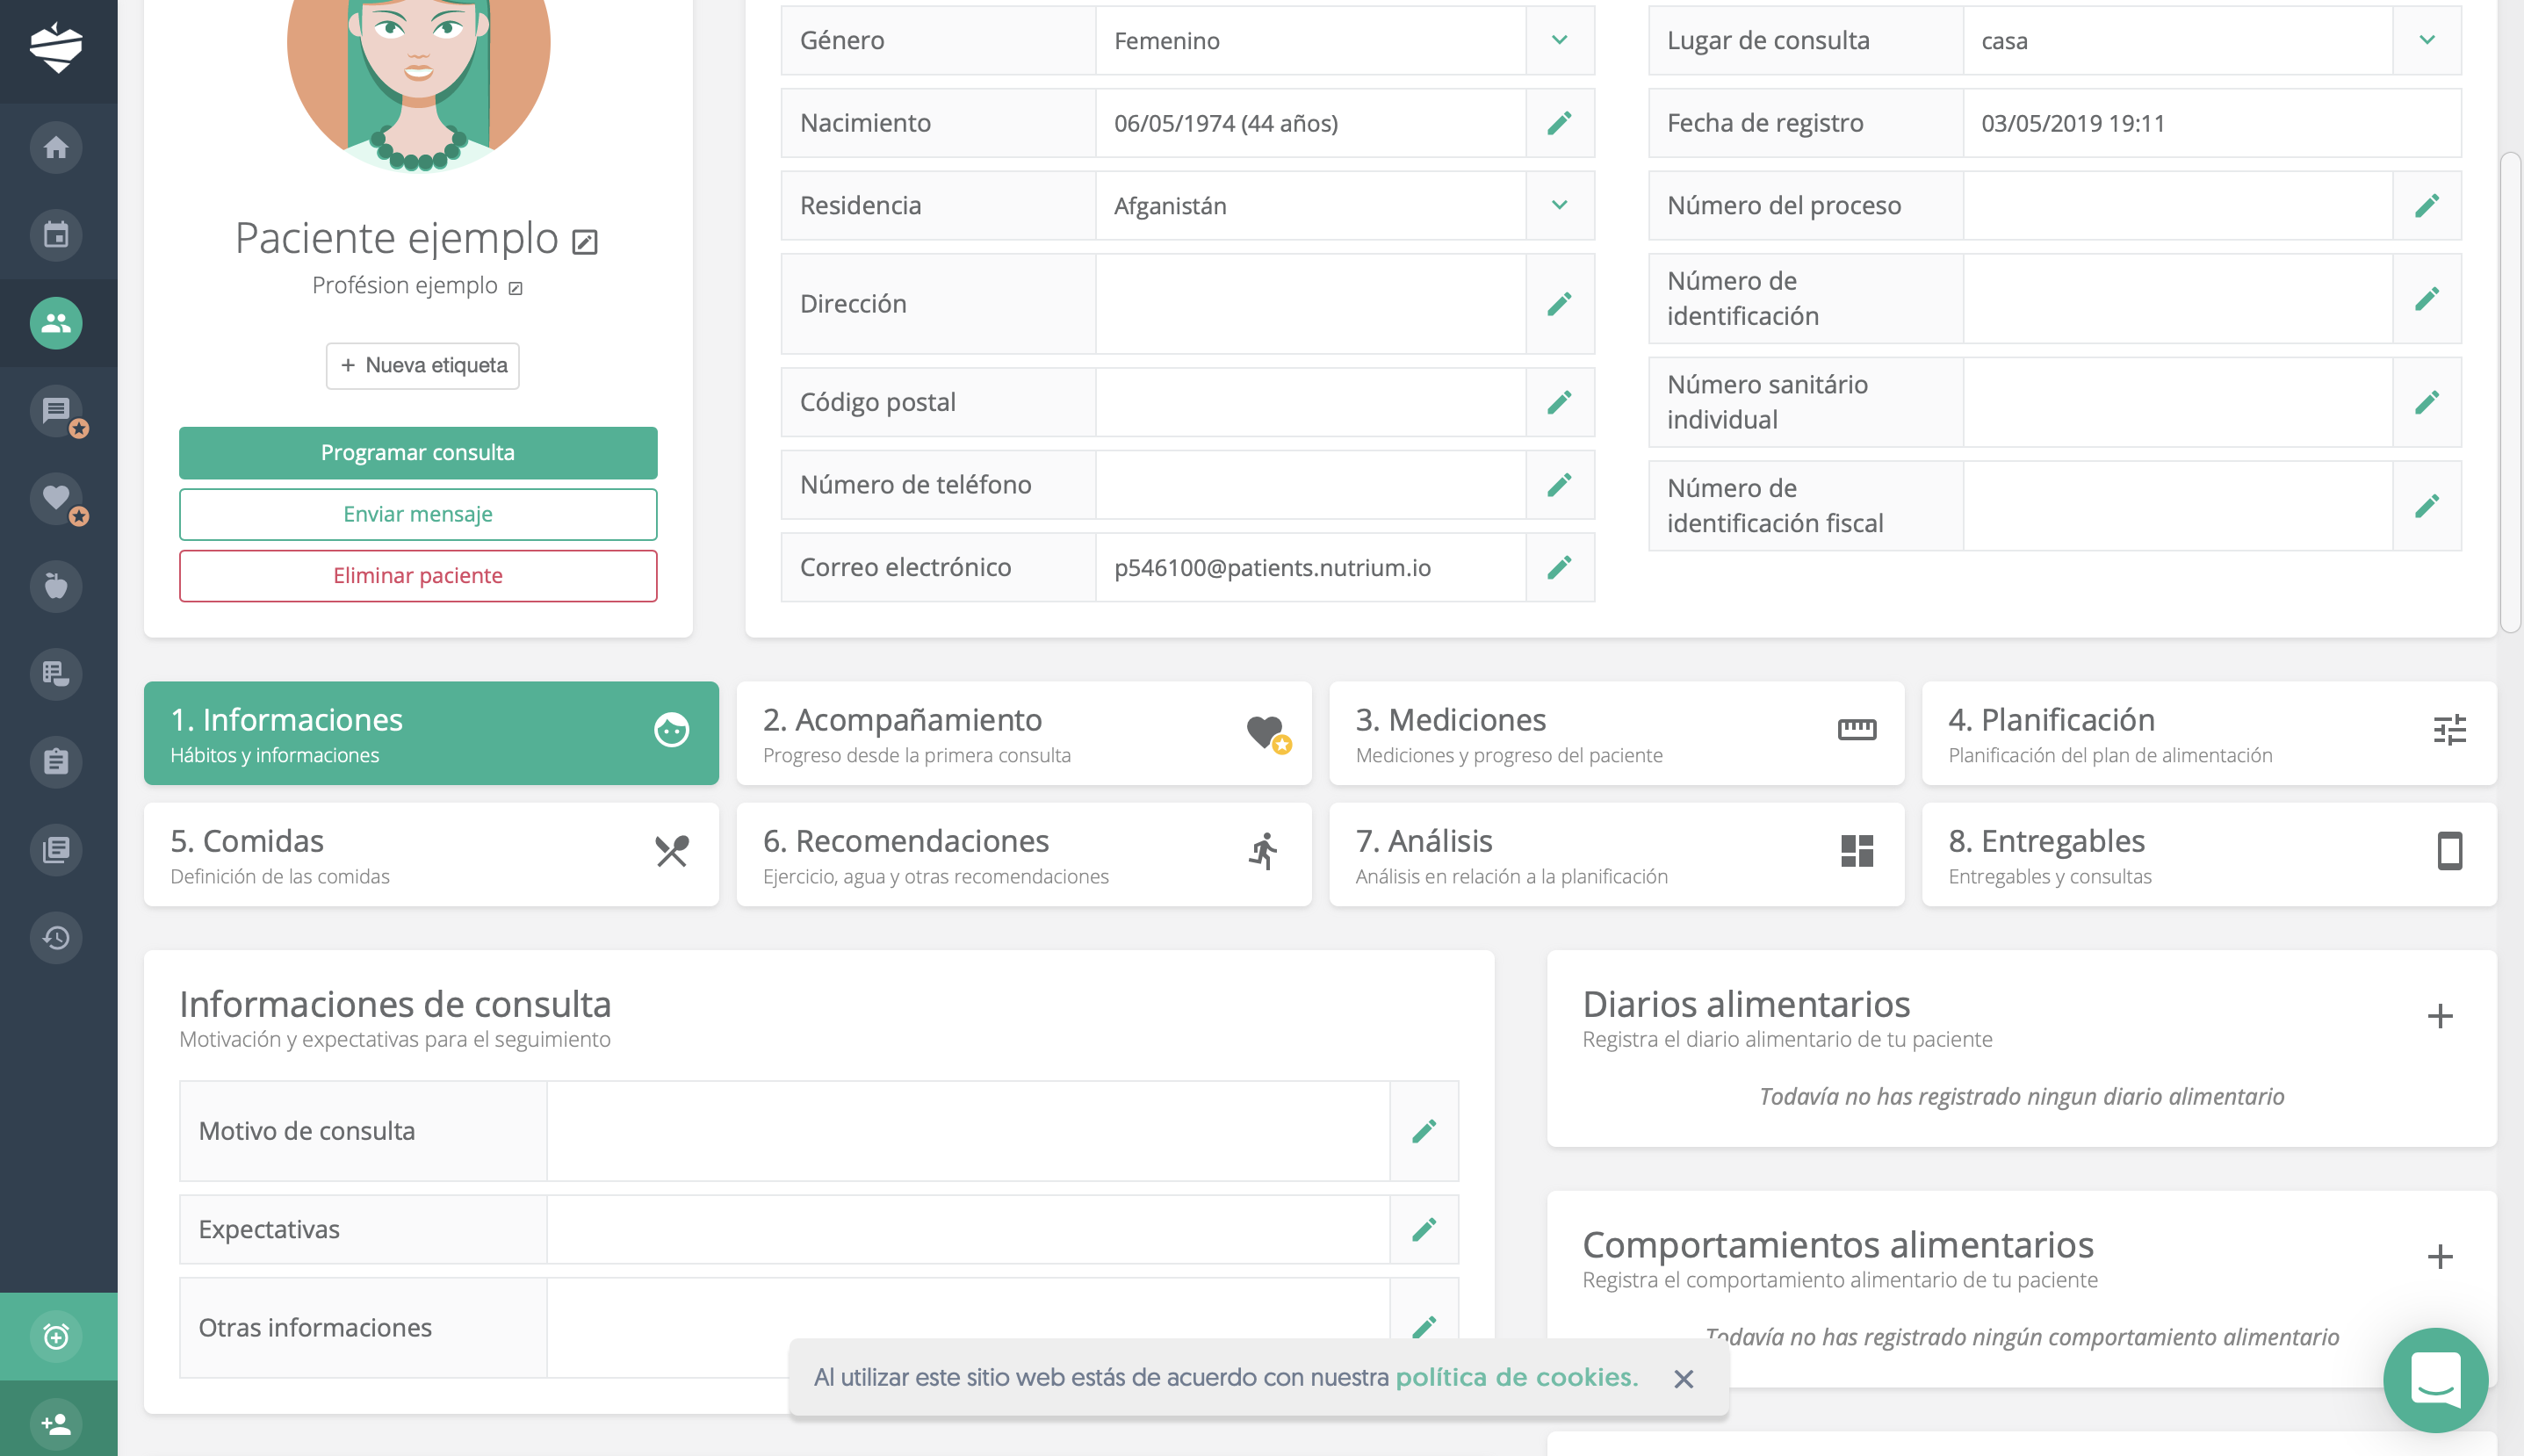 Paciente ejemplo
Profésion ejemplo
+ Nueva etiqueta
Programar consulta
Enviar mensaje
Eliminar paciente
Género
Femenino
Nacimiento
06/05/1974 (44 años)
Residencia
Afganistán
Dirección
Código postal
Número de teléfono
Correo electrónico
p546100@patients.nutrium.io
Lugar de consulta
casa
Fecha de registro
03/05/2019 19:11
Número del proceso
Número de
identificación
Número sanitário
individual
Número de
identificación fiscal
1. Informaciones
Hábitos y informaciones
2. Acompañamiento
Progreso desde la primera consulta
3. Mediciones
Mediciones y progreso del paciente
4. Planificación
Planificación del plan de alimentación
5. Comidas
Definición de las comidas
6. Recomendaciones
Ejercicio, agua y otras recomendaciones
7. Análisis
Análisis en relación a la planificación
8. Entregables
Entregables y consultas
Informaciones de consulta
Motivación y expectativas para el seguimiento
Motivo de consulta
Expectativas
Otras informaciones
Diarios alimentarios
Registra el diario alimentario de tu paciente
Todavía no has registrado ningun diario alimentario
Comportamientos alimentarios
Registra el comportamiento alimentario de tu paciente
Todavía no has registrado ningún comportamiento alimentario
Al utilizar este sitio web estás de acuerdo con nuestra política de cookies.